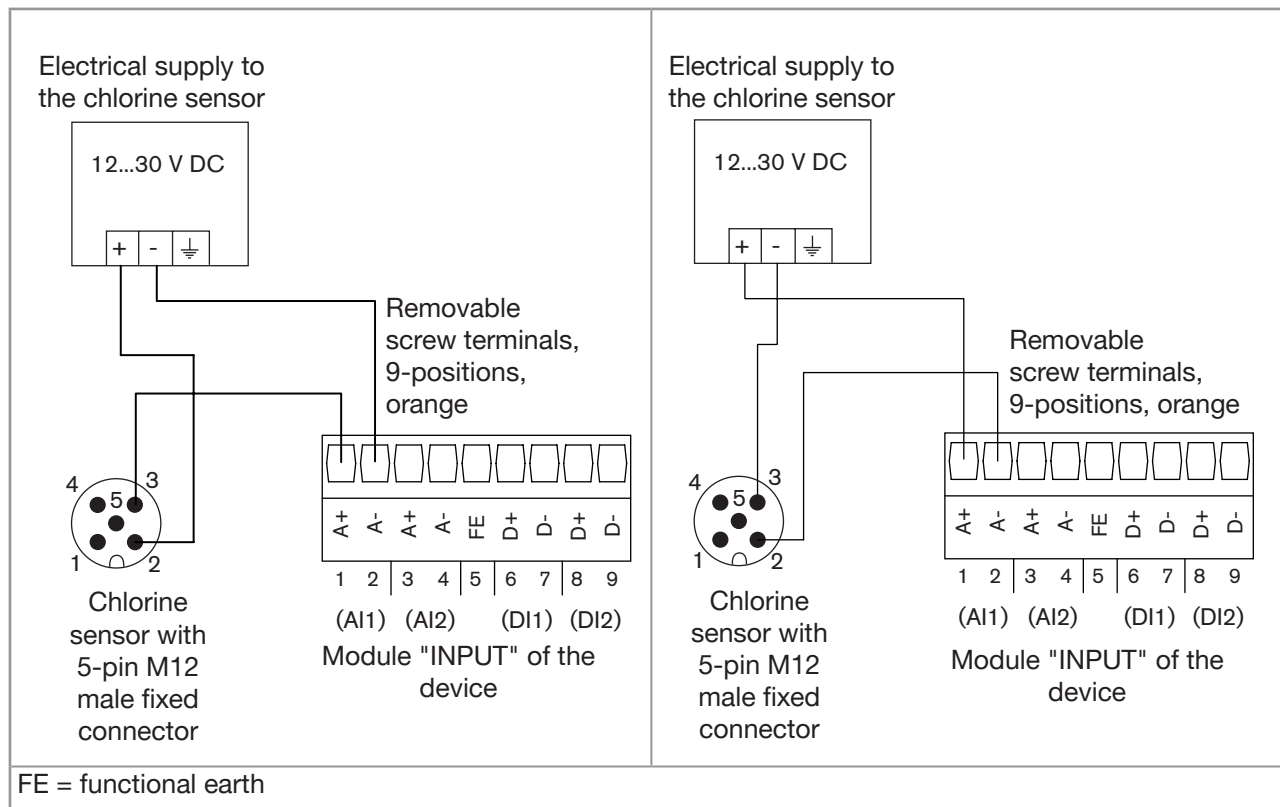 Electrical supply to
the chlorine sensor
12...30 V DC
+ -
Removable
screw terminals,
9-positions,
orange
4 5 3
1 2
A+ A- A+ A- FE D+ D- D+ D-
1 2 3 4 5 6 7 8 9
(AI1) (AI2) (DI1) (DI2)
Chlorine
sensor with
5-pin M12
male fixed
connector
Module "INPUT" of the
device
Electrical supply to
the chlorine sensor
12...30 V DC
+ -
Removable
screw terminals,
9-positions, orange
4 5 3
1 2
A+ A- A+ A- FE D+ D- D+ D-
1 2 3 4 5 6 7 8 9
(AI1) (AI2) (DI1) (DI2)
Chlorine
sensor with
5-pin M12
male fixed
connector
Module "INPUT" of the
device
FE = functional earth